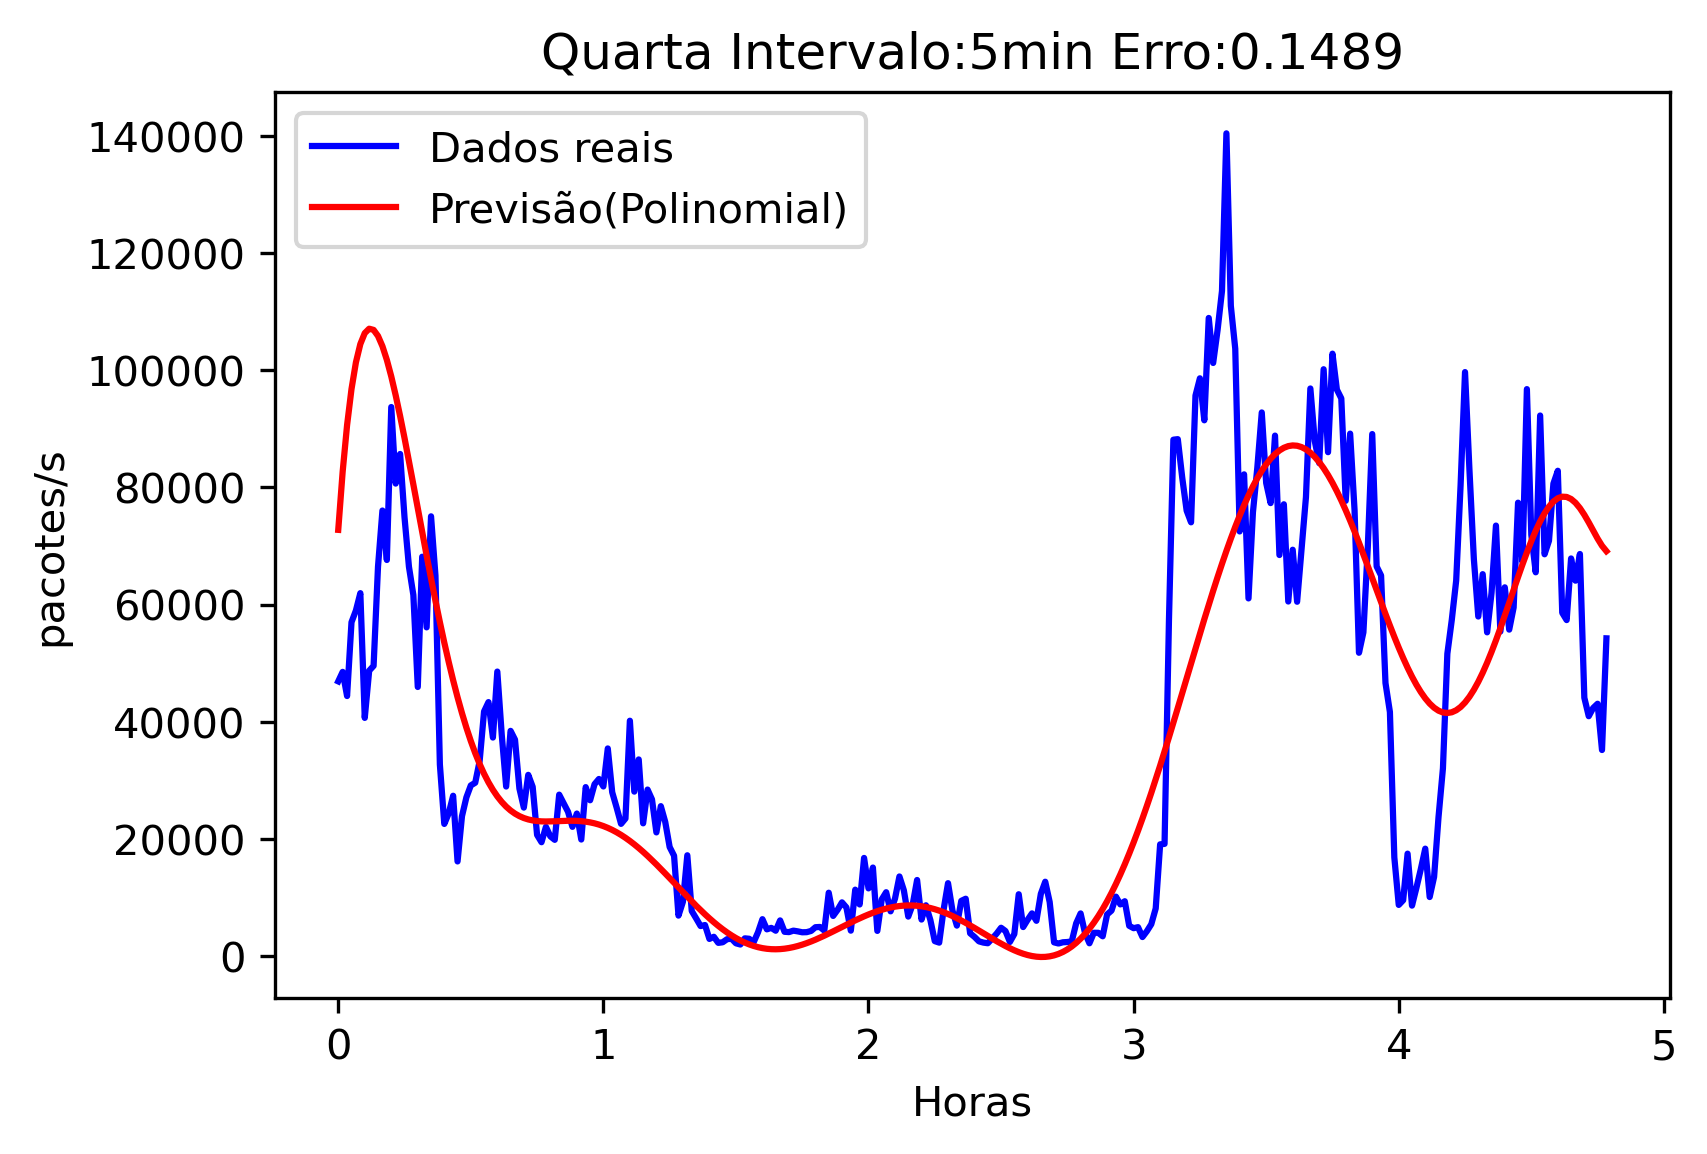 Quarta Intervalo:5min Erro:0.1489
Dados reais
Previsão(Polinomial)
140000
120000
100000
80000
60000
40000
20000
0
pacotes/s
0 1 2 3 4 5
Horas